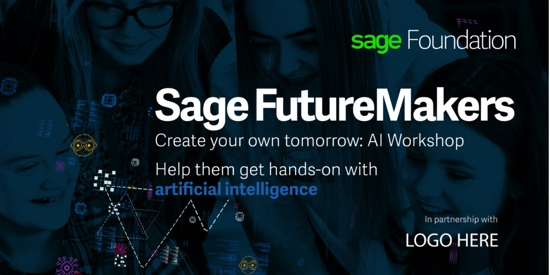 sage Foundation
Sage FutureMakers
Create your own tomorrow: AI Workshop
Help them get hands-on with
artificial intelligence
In partnership with
LOGO HERE